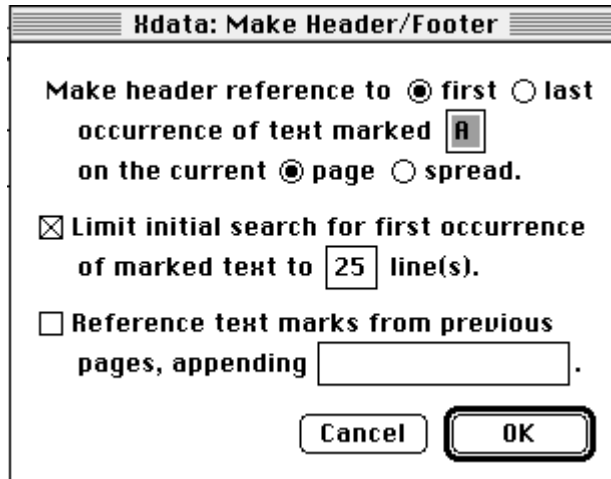 Xdata: Make Header/Footer
Make header reference to first last
occurrence of text marked A
on the current page spread.
Limit initial search for first occurrence
of marked text to 25 line(s).
Reference text marks from previous
pages, appending .
Cancel OK